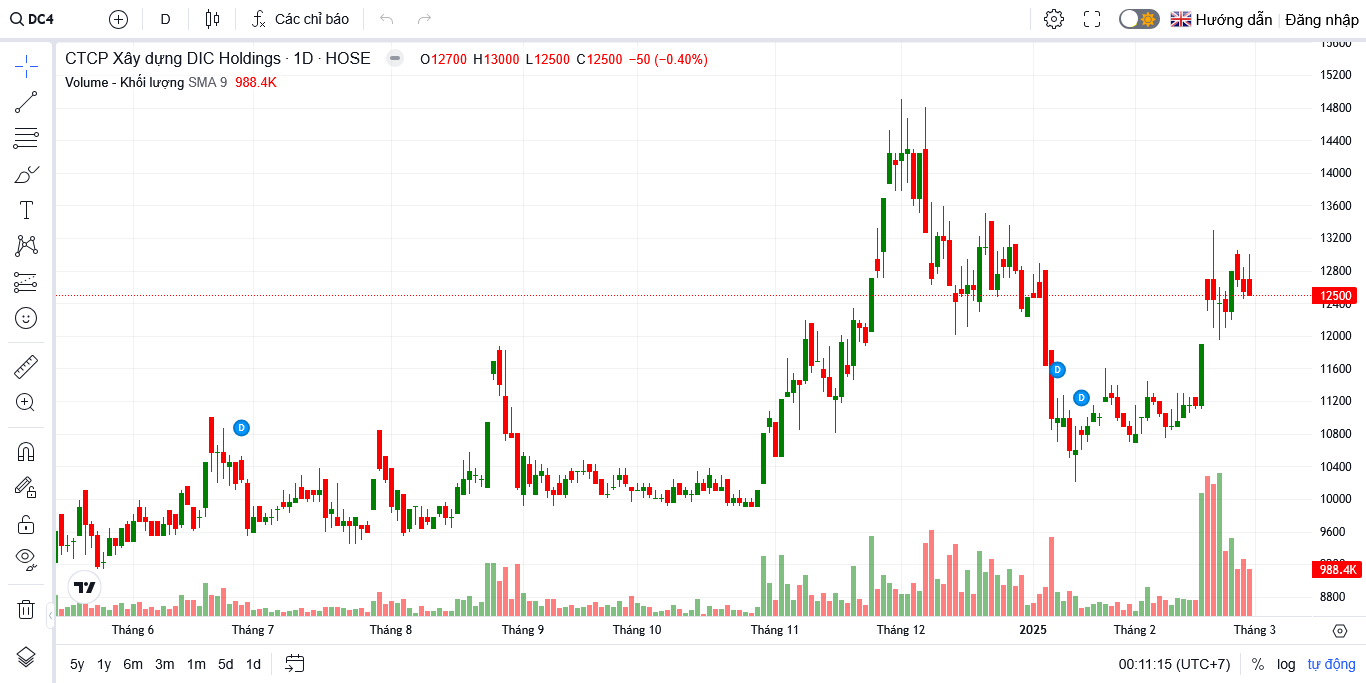 DC4 D Các chỉ báo Hướng dẫn Đăng nhập
CTCP Xây dựng DIC Holdings · 1D · HOSE O12700 H13000 L12500 C12500 −50 (−0.40%)
Volume - Khối lượng SMA 9 988.4K
15600
15200
14800
14400
14000
13600
13200
12800
12500
12400
12000
11600
11200
10800
10400
10000
9600
988.4K
8800
D
D
D
Tháng 6 Tháng 7 Tháng 8 Tháng 9 Tháng 10 Tháng 11 Tháng 12 2025 Tháng 2 Tháng 3
5y 1y 6m 3m 1m 5d 1d 00:11:15 (UTC+7) % log tự động